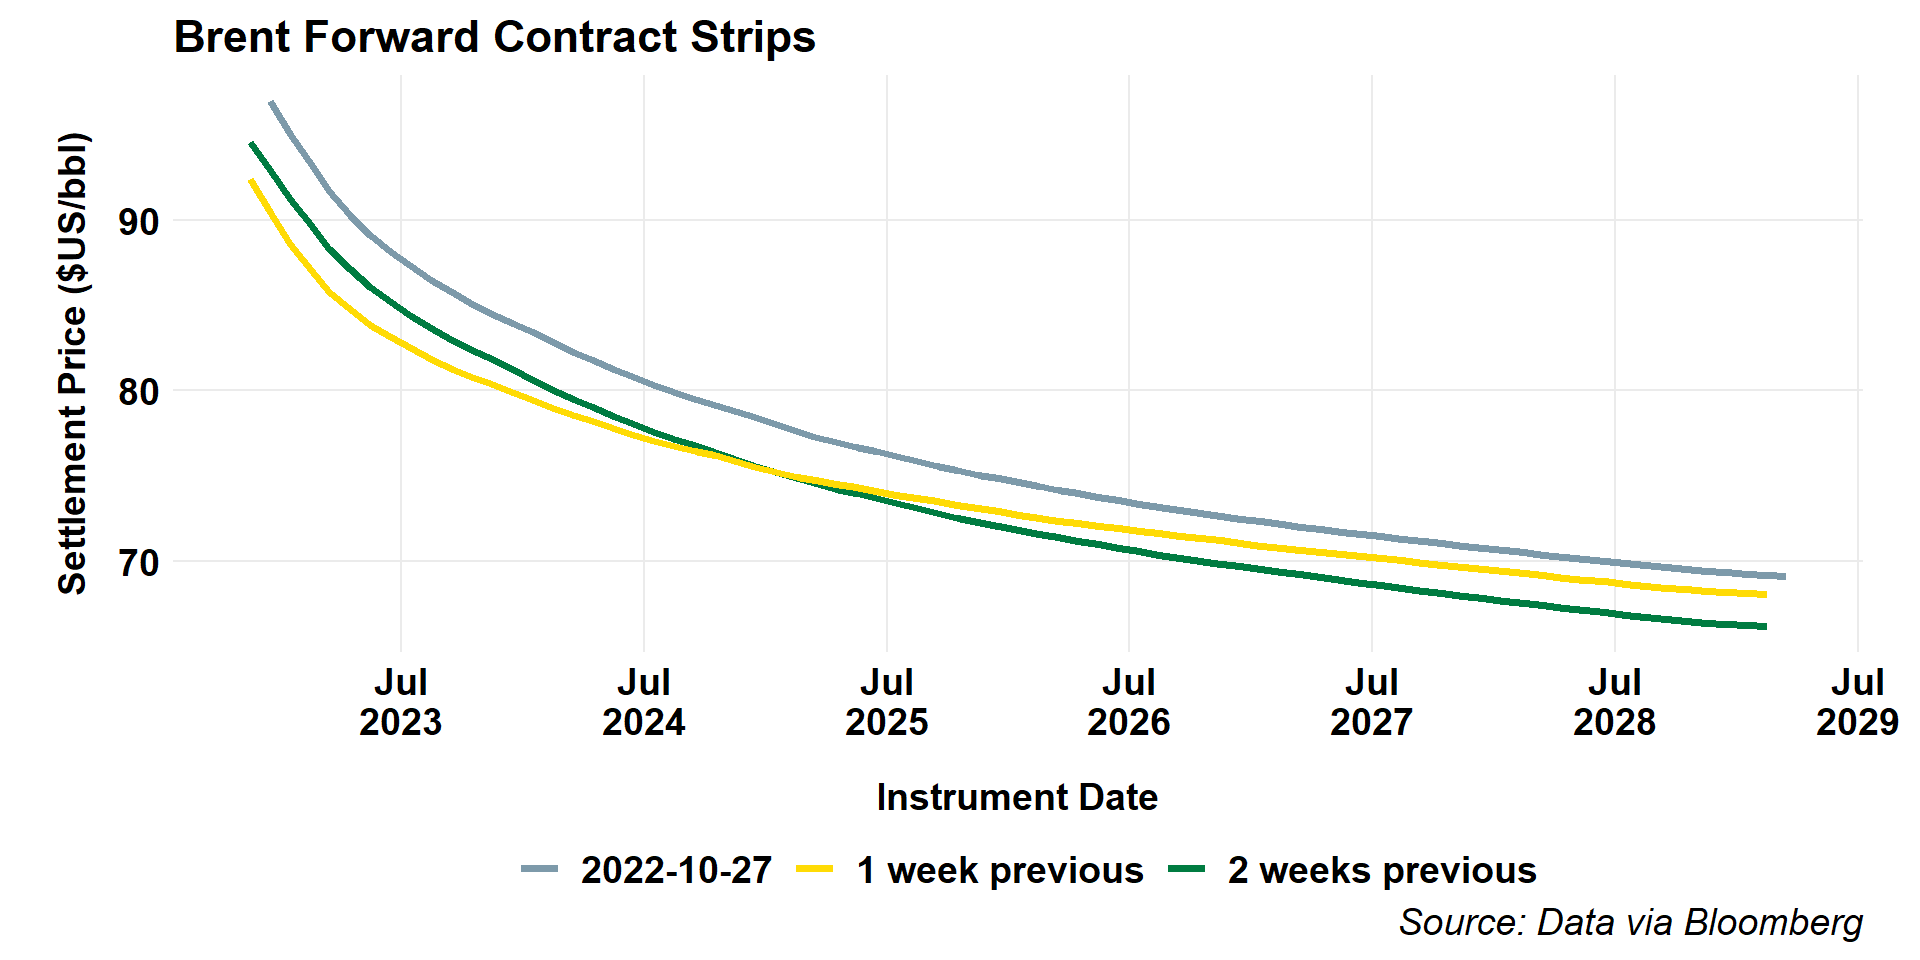 Brent Forward Contract Strips
Settlement Price ($US/bbl)
90
80
70
Jul Jul Jul Jul Jul Jul Jul
2023 2024 2025 2026 2027 2028 2029
Instrument Date
2022-10-27 1 week previous 2 weeks previous
Source: Data via Bloomberg